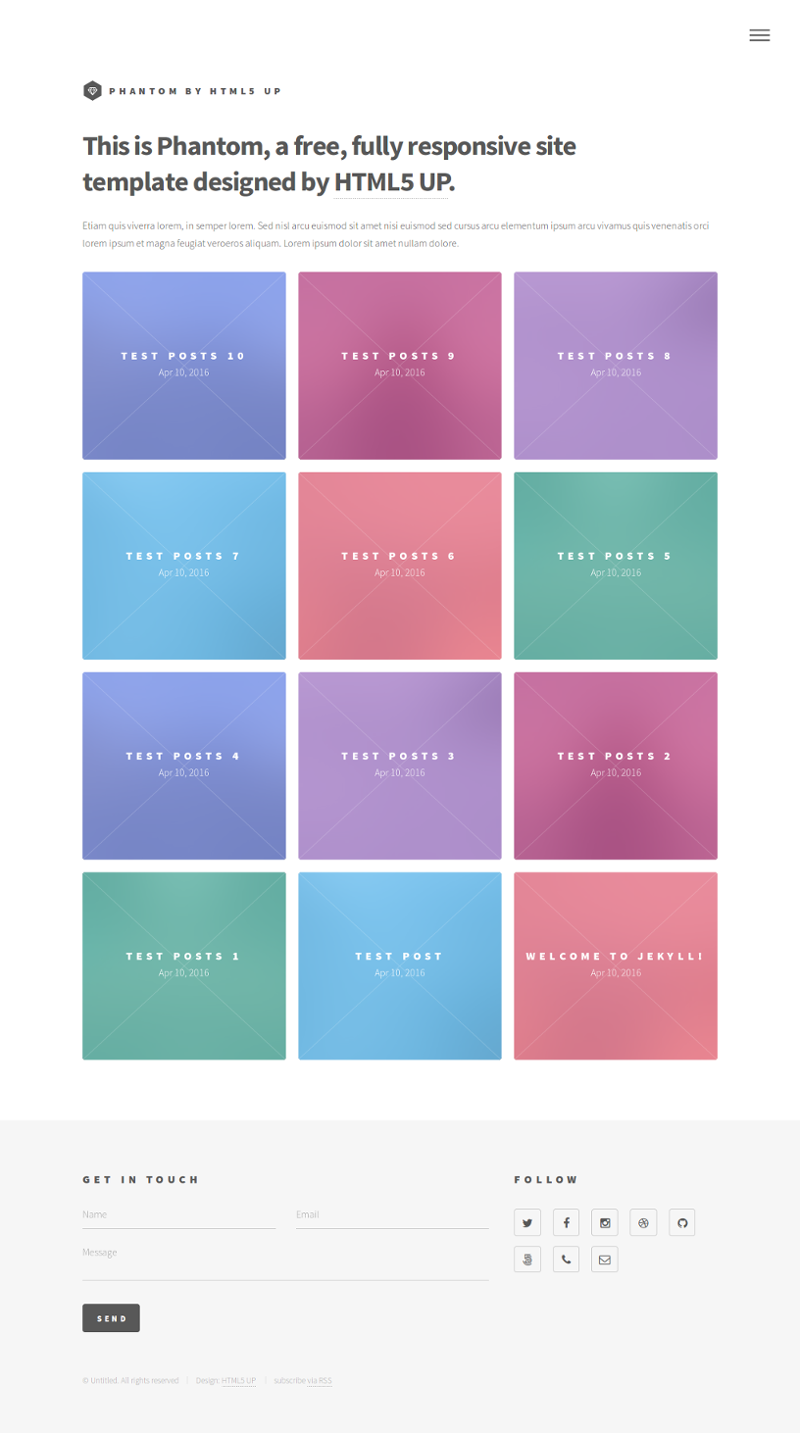 PHANTOM BY HTML5 UP
This is Phantom, a free, fully responsive site
template designed by HTML5 UP.
Etiam quis viverra lorem, in semper lorem. Sed nisl arcu euismod sit amet nisi euismod sed cursus arcu elementum ipsum arcu vivamus quis venenatis orci
lorem ipsum et magna feugiat veroeros aliquam. Lorem ipsum dolor sit amet nullam dolore.
TEST POSTS 10
Apr 10, 2016
TEST POSTS 9
Apr 10, 2016
TEST POSTS 8
Apr 10, 2016
TEST POSTS 7
Apr 10, 2016
TEST POSTS 6
Apr 10, 2016
TEST POSTS 5
Apr 10, 2016
TEST POSTS 4
Apr 10, 2016
TEST POSTS 3
Apr 10, 2016
TEST POSTS 2
Apr 10, 2016
TEST POSTS 1
Apr 10, 2016
TEST POST
Apr 10, 2016
WELCOME TO JEKYLL!
Apr 10, 2016
GET IN TOUCH
Name
Email
Message
SEND
FOLLOW
© Untitled. All rights reserved | Design: HTML5 UP | subscribe via RSS